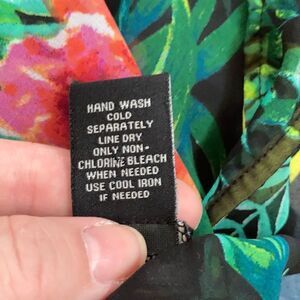 HAND WASH
COLD
SEPARATELY
LINE DRY
ONLY NON-
CHLORINE BLEACH
WHEN NEEDED
USE COOL IRON
IF NEEDED